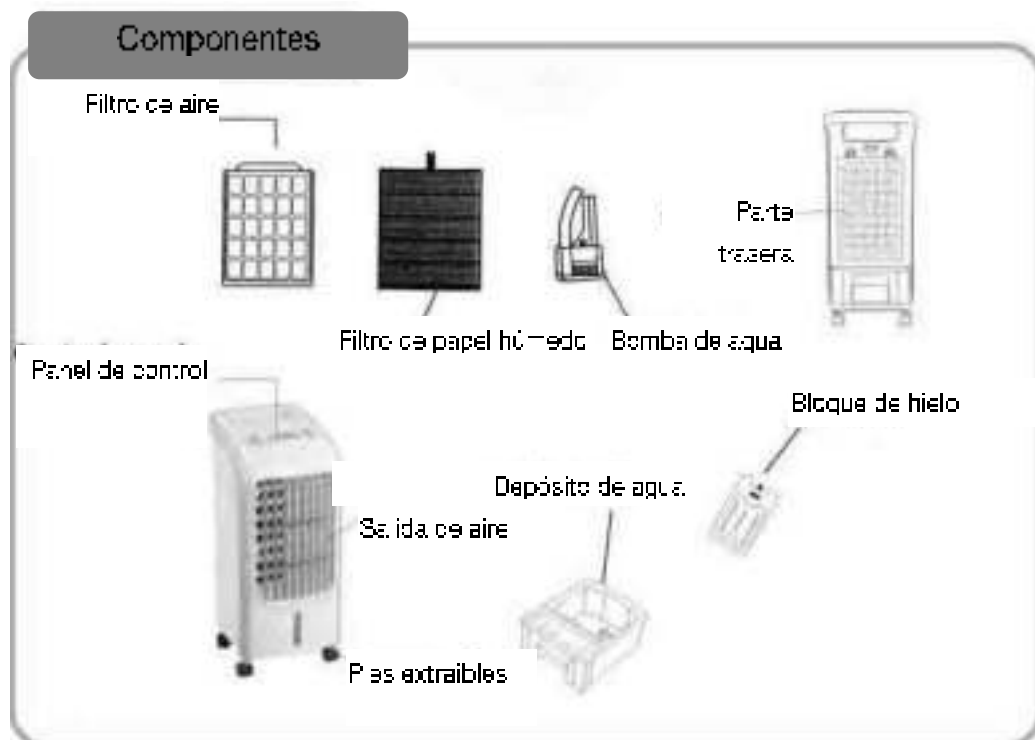 Componentes
Filtro de aire
Parte
trasera
Filtro de papel húmedo
Bomba de agua
Panel de control
Bloque de hielo
Depósito de agua
Salida de aire
Pies extraibles